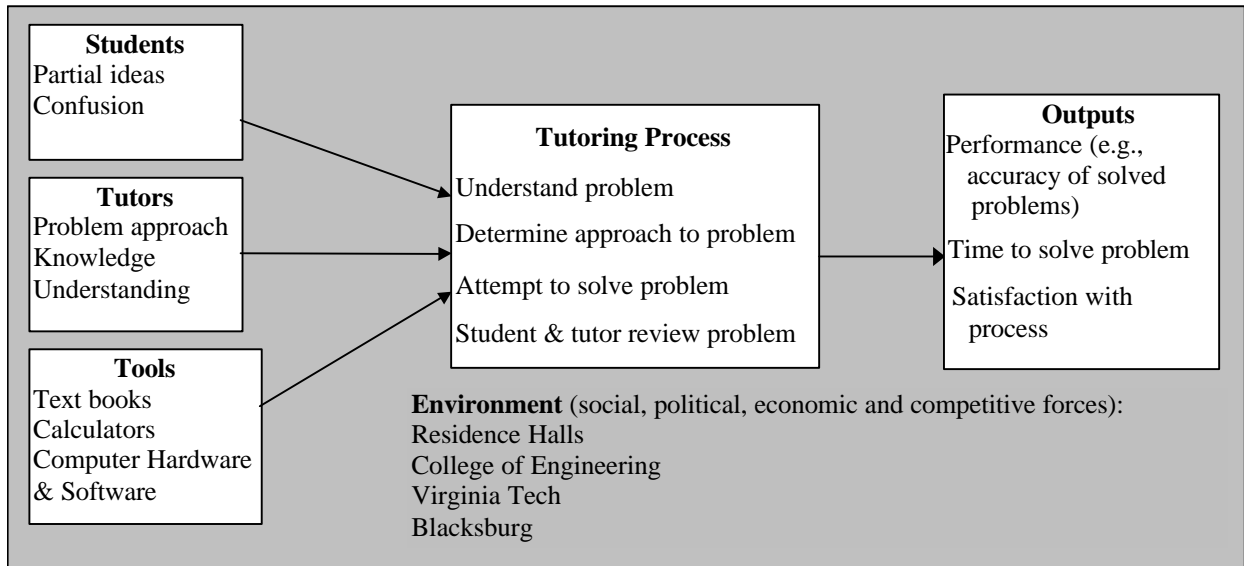 Students
Partial ideas
Confusion
Tutors
Problem approach
Knowledge
Understanding
Tools
Text books
Calculators
Computer Hardware
& Software
Tutoring Process
Understand problem
Determine approach to problem
Attempt to solve problem
Student & tutor review problem
Outputs
Performance (e.g.,
accuracy of solved
problems)
Time to solve problem
Satisfaction with
process
Environment (social, political, economic and competitive forces):
Residence Halls
College of Engineering
Virginia Tech
Blacksburg